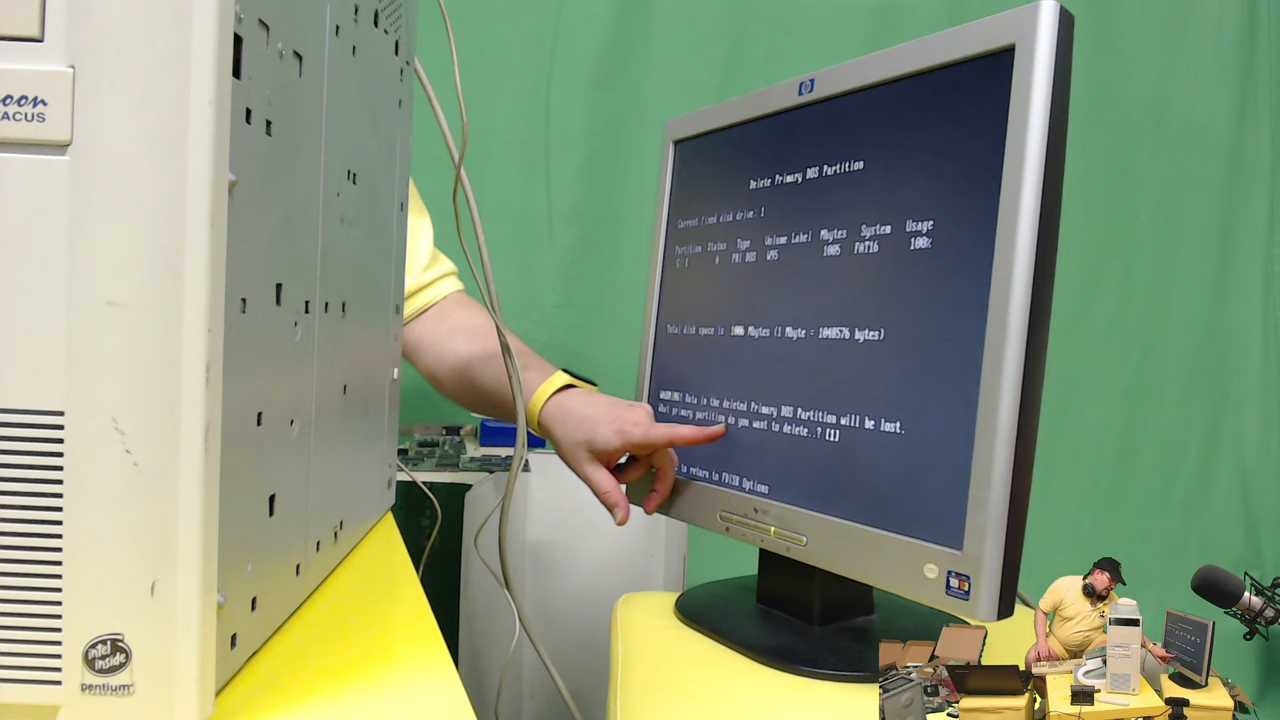 oon
ACUS
intel
inside
pentium
hp
Delete Primary DOS Partition
Current fixed disk drive: 1
Partition Status Type Volume Label Mbytes System Usage
C: 1 A PRI DOS W95 1005 FAT16 100%
Total disk space is 1006 Mbytes (1 Mbyte = 1048576 bytes)
WARNING! Data in the deleted Primary DOS Partition will be lost.
What primary partition do you want to delete..? [1]
to return to FDISK Options